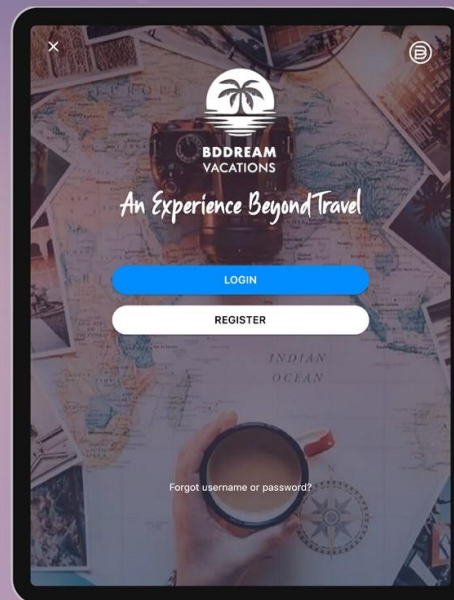 BDDREAM
VACATIONS
An Experience Beyond Travel
LOGIN
REGISTER
INDIAN
OCEAN
Forgot username or password?